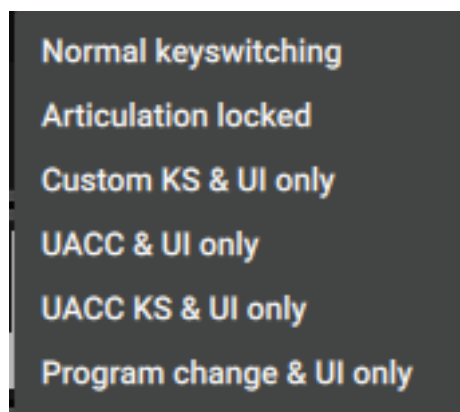 Normal keyswitching
Articulation locked
Custom KS & UI only
UACC & UI only
UACC KS & UI only
Program change & UI only